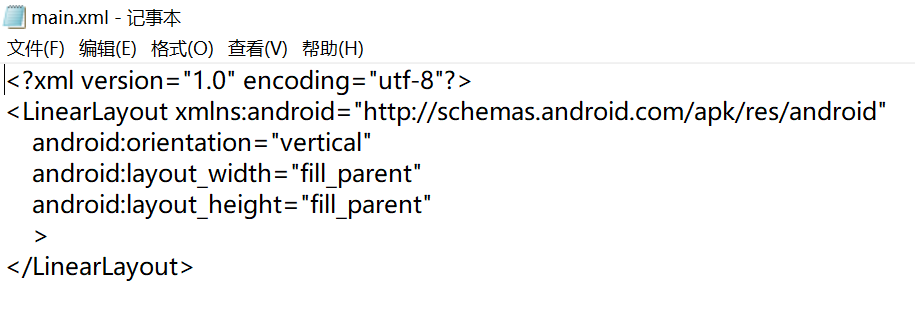 main.xml - 记事本
文件(F) 编辑(E) 格式(O) 查看(V) 帮助(H)
<?xml version="1.0" encoding="utf-8"?>
<LinearLayout xmlns:android="http://schemas.android.com/apk/res/android"
    android:orientation="vertical"
    android:layout_width="fill_parent"
    android:layout_height="fill_parent"
    >
</LinearLayout>